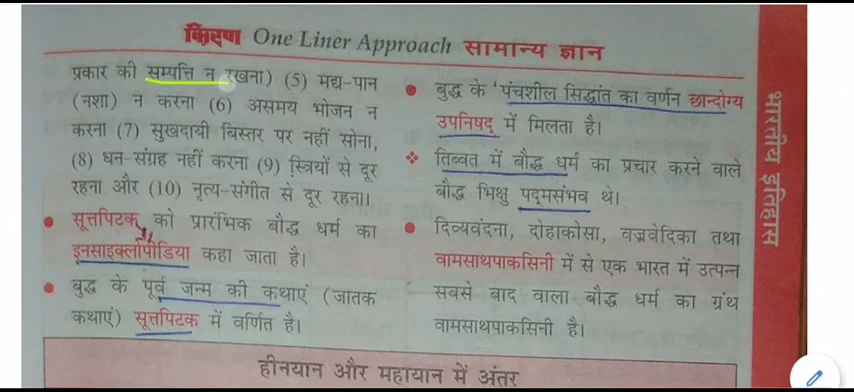 किरण One Liner Approach सामान्य ज्ञान
प्रकार की सम्पत्ति न रखना) (5) मद्य-पान
(नशा) न करना (6) असमय भोजन न
करना (7) सुखदायी बिस्तर पर नहीं सोना,
(8) धन-संग्रह नहीं करना (9) स्त्रियों से दूर
रहना और (10) नृत्य-संगीत से दूर रहना।
सूत्तपिटक को प्रारंभिक बौद्ध धर्म का
इनसाइक्लोपीडिया कहा जाता है।
बुद्ध के पूर्व जन्म की कथाएं (जातक
कथाएं) सूत्तपिटक में वर्णित है।
बुद्ध के 'पंचशील सिद्धांत का वर्णन छान्दोग्य
उपनिषद् में मिलता है।
तिब्बत में बौद्ध धर्म का प्रचार करने वाले
बौद्ध भिक्षु पद्मसंभव थे।
दिव्यवंदना, दोहाकोसा, वज्रवेदिका तथा
वामसाथपाकसिनी में से एक भारत में उत्पन्न
सबसे बाद वाला बौद्ध धर्म का ग्रंथ
वामसाथपाकसिनी है।
हीनयान और महायान में अंतर
भारतीय इतिहास